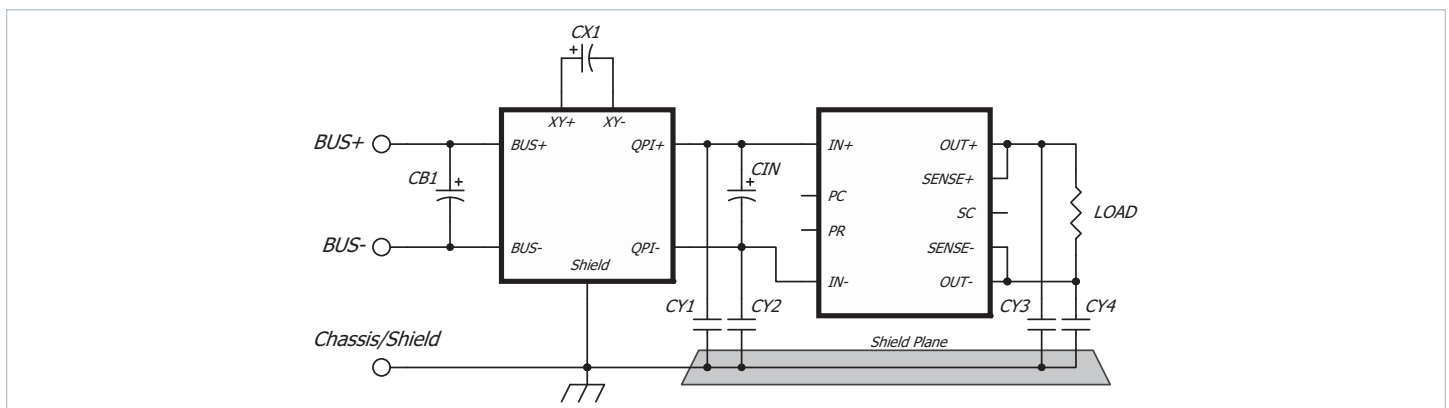 CX1
+
XY+ XY-
BUS+
BUS+
QPI+
IN+
OUT+
CB1
+
CIN
+
SENSE+
PC
SC
LOAD
PR
BUS-
BUS-
QPI-
SENSE-
Shield
IN-
OUT-
CY1
CY2
CY3
CY4
Chassis/Shield
Shield Plane